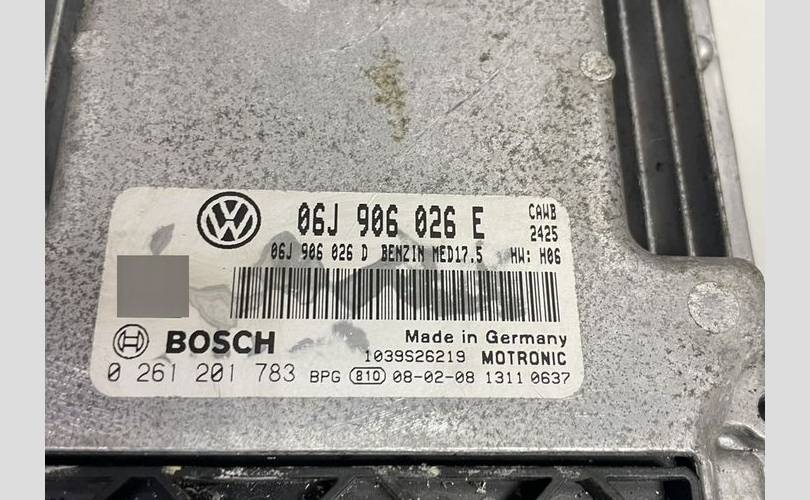 06J 906 026 E CAWB
06J 906 026 D BENZIN MED17.5 2425
HW: H06
BOSCH Made in Germany
1039S26219 MOTRONIC
0 261 201 783 BPG 810 08-02-08 1311 0637